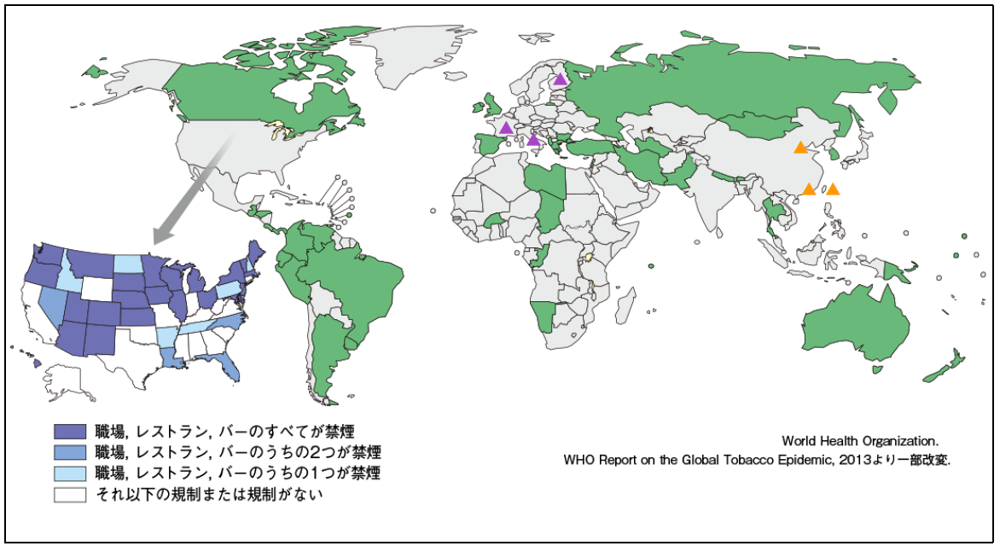 職場, レストラン, バーのすべてが禁煙
職場, レストラン, バーのうちの2つが禁煙
職場, レストラン, バーのうちの1つが禁煙
それ以下の規制または規制がない
World Health Organization.
WHO Report on the Global Tobacco Epidemic, 2013より一部改変.